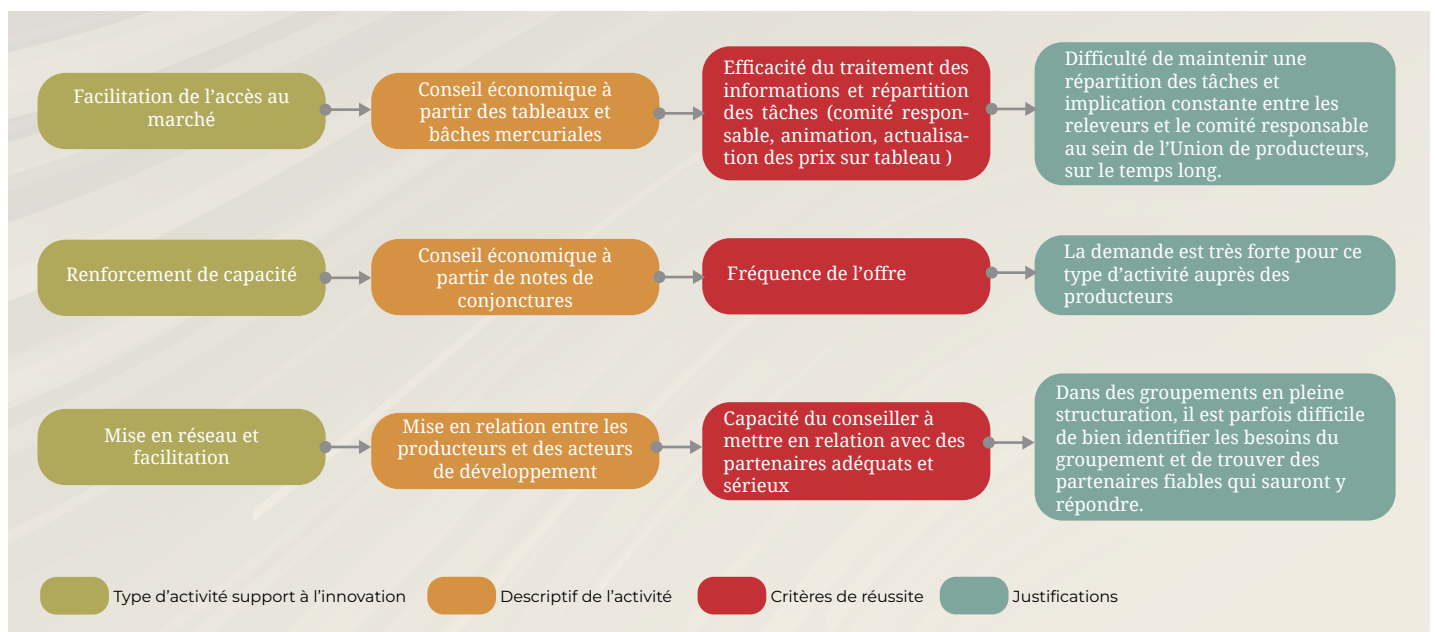 Facilitation de l'accès au
marché
Conseil économique à
partir des tableaux et
bâches mercuriales
Efficacité du traitement des
informations et répartition
des tâches (comité respon-
sable, animation, actualisa-
tion des prix sur tableau )
Difficulté de maintenir une
répartition des tâches et
implication constante entre les
releveurs et le comité responsable
au sein de l'Union de producteurs,
sur le temps long.
Renforcement de capacité
Conseil économique à
partir de notes de
conjonctures
Fréquence de l'offre
La demande est très forte pour ce
type d'activité auprès des
producteurs
Mise en réseau et
facilitation
Mise en relation entre les
producteurs et des acteurs
de développement
Capacité du conseiller à
mettre en relation avec des
partenaires adéquats et
sérieux
Dans des groupements en pleine
structuration, il est parfois difficile
de bien identifier les besoins du
groupement et de trouver des
partenaires fiables qui sauront y
répondre.
Type d'activité support à l'innovation
Descriptif de l'activité
Critères de réussite
Justifications